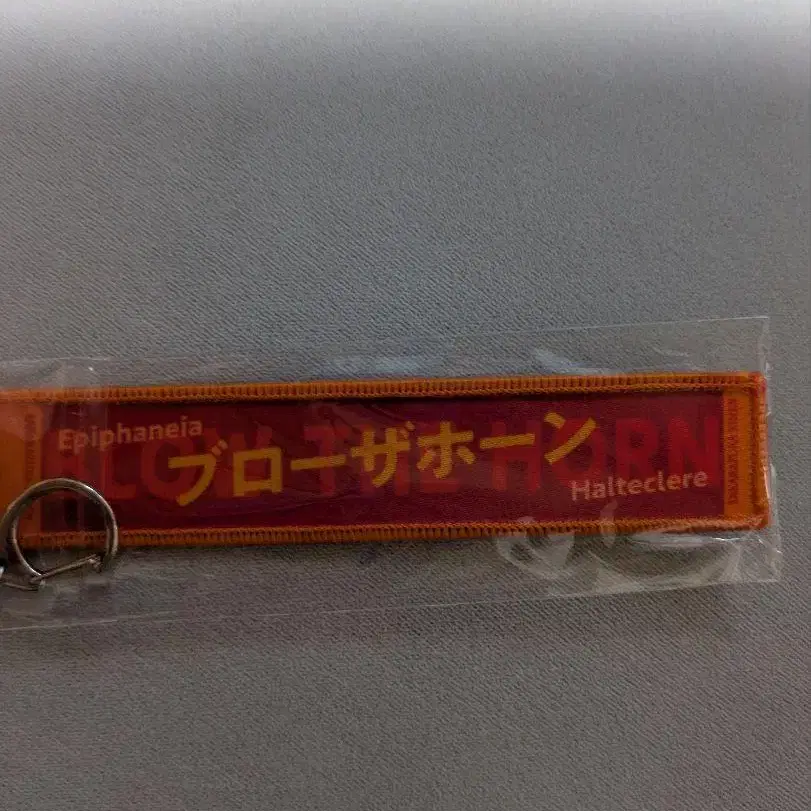 Epiphaneia
BLOW THE HORN
ブローザホーン
Halteclere